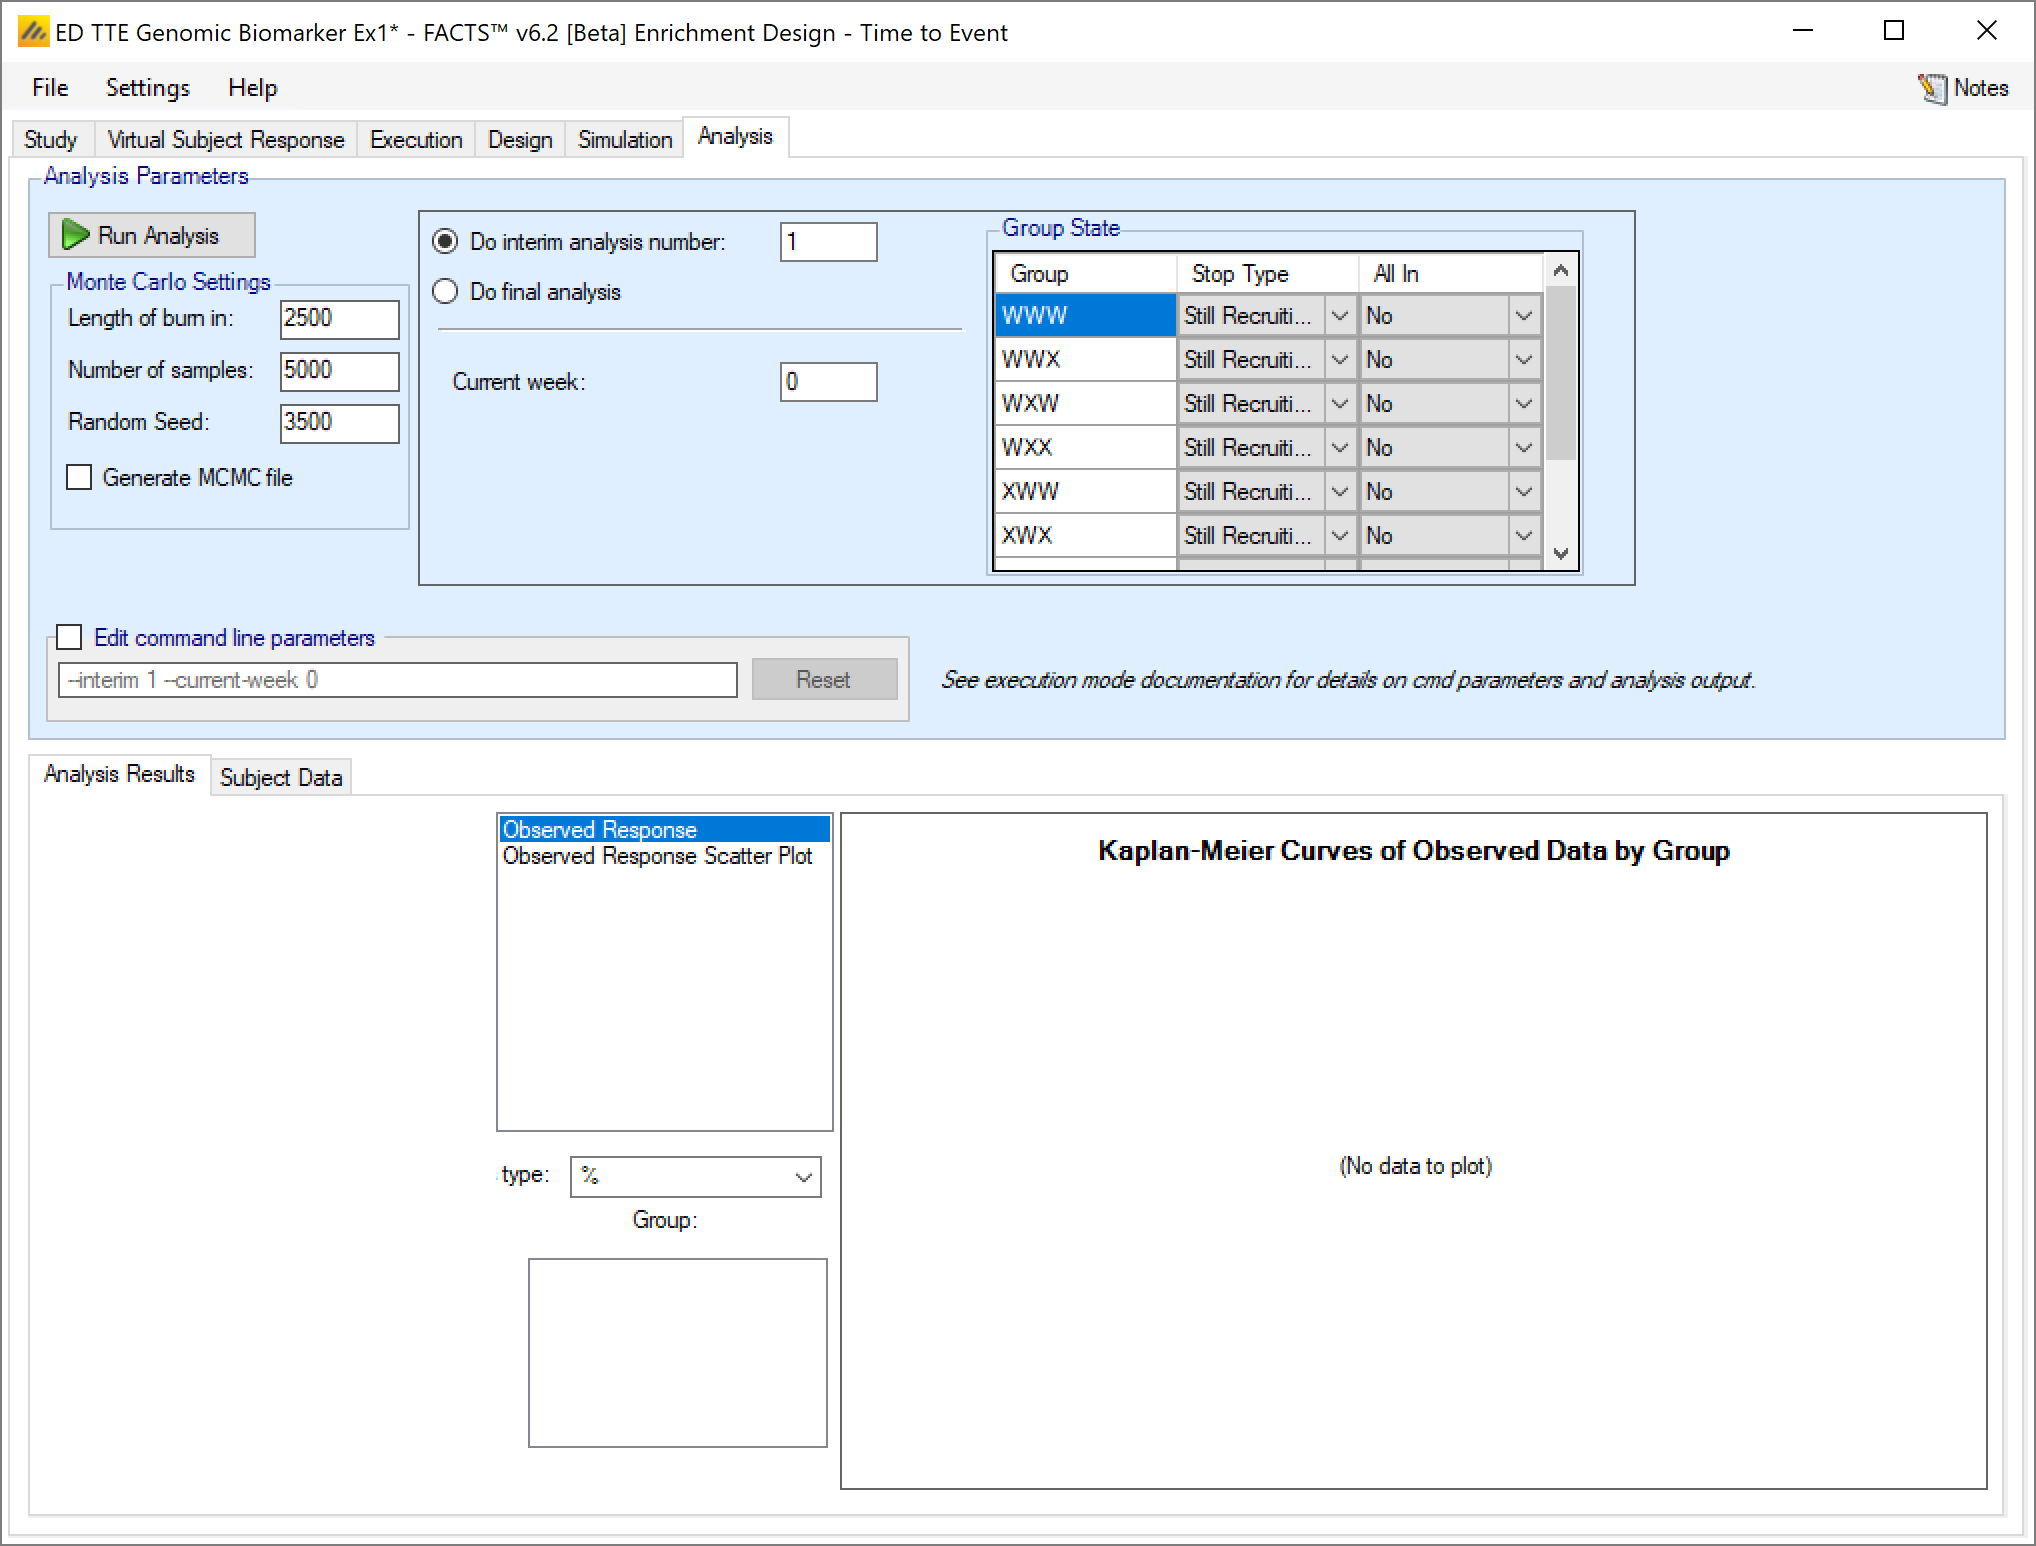 ED TTE Genomic Biomarker Ex1* - FACTS™ v6.2 [Beta] Enrichment Design - Time to Event
File Settings Help Notes
Study Virtual Subject Response Execution Design Simulation Analysis
Analysis Parameters
Run Analysis
Monte Carlo Settings
Length of burn in: 2500
Number of samples: 5000
Random Seed: 3500
Generate MCMC file
Do interim analysis number: 1
Do final analysis
Current week: 0
Group State
Group Stop Type All In
WWW Still Recruiti... No
WWX Still Recruiti... No
WXW Still Recruiti... No
WXX Still Recruiti... No
XWW Still Recruiti... No
XWX Still Recruiti... No
Edit command line parameters
--interim 1 --current-week 0 Reset
See execution mode documentation for details on cmd parameters and analysis output.
Analysis Results Subject Data
Observed Response
Observed Response Scatter Plot
type: %
Group:
Kaplan-Meier Curves of Observed Data by Group
(No data to plot)